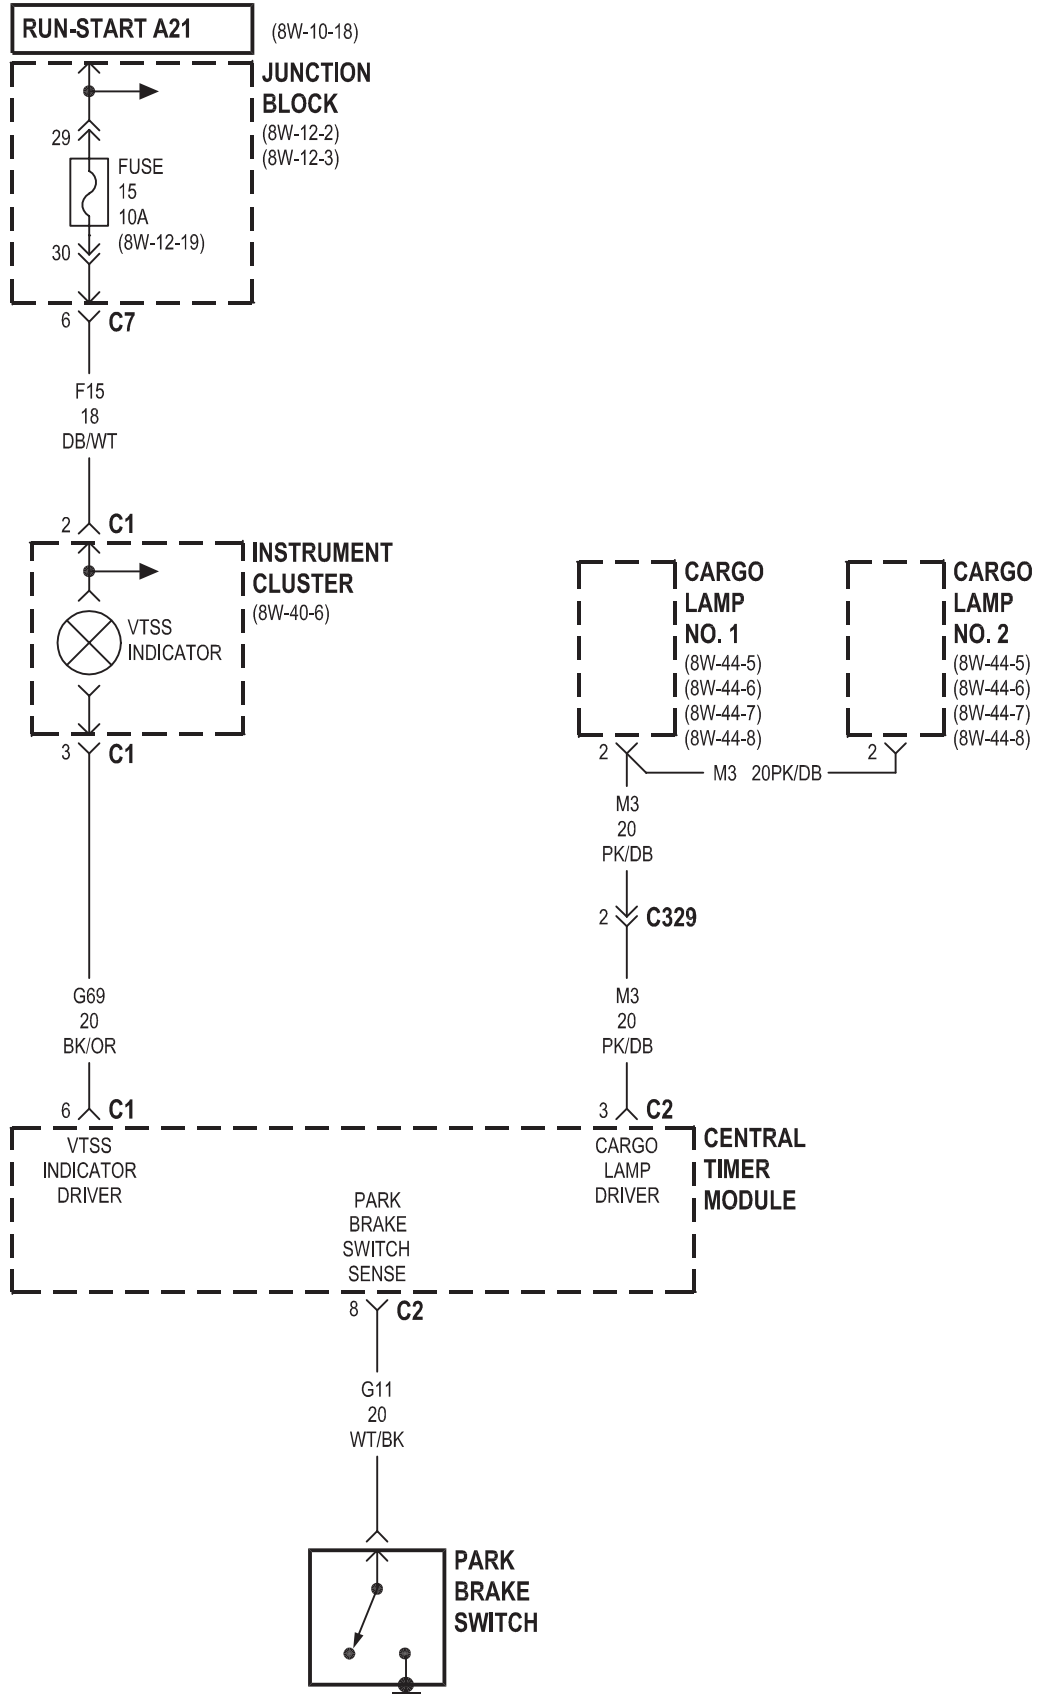 RUN-START A21
(8W-10-18)
JUNCTION
BLOCK
(8W-12-2)
(8W-12-3)
29
FUSE
15
10A
(8W-12-19)
30
6 C7
F15
18
DB/WT
2 C1
INSTRUMENT
CLUSTER
(8W-40-6)
VTSS
INDICATOR
3 C1
CARGO
LAMP
NO. 1
(8W-44-5)
(8W-44-6)
(8W-44-7)
(8W-44-8)
2
CARGO
LAMP
NO. 2
(8W-44-5)
(8W-44-6)
(8W-44-7)
(8W-44-8)
2
M3 20PK/DB
M3
20
PK/DB
2 C329
M3
20
PK/DB
G69
20
BK/OR
6 C1
3 C2
VTSS
INDICATOR
DRIVER
PARK
BRAKE
SWITCH
SENSE
CARGO
LAMP
DRIVER
CENTRAL
TIMER
MODULE
8 C2
G11
20
WT/BK
PARK
BRAKE
SWITCH